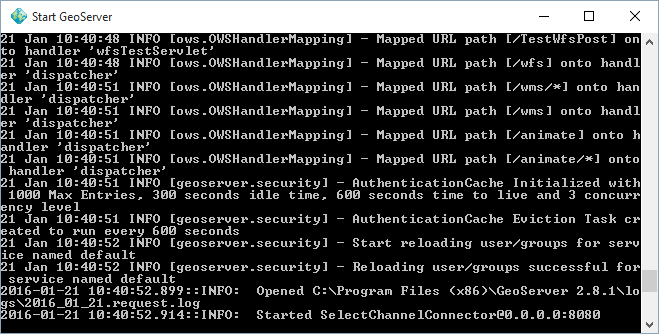 Start GeoServer
21 Jan 10:40:48 INFO [ows.OWSHandlerMapping] - Mapped URL path [/TestWfsPost] on
to handler 'wfsTestServlet'
21 Jan 10:40:48 INFO [ows.OWSHandlerMapping] - Mapped URL path [/wfs] onto handl
er 'dispatcher'
21 Jan 10:40:51 INFO [ows.OWSHandlerMapping] - Mapped URL path [/wms/*] onto han
dler 'dispatcher'
21 Jan 10:40:51 INFO [ows.OWSHandlerMapping] - Mapped URL path [/wms] onto handl
er 'dispatcher'
21 Jan 10:40:51 INFO [ows.OWSHandlerMapping] - Mapped URL path [/animate] onto h
andler 'dispatcher'
21 Jan 10:40:51 INFO [ows.OWSHandlerMapping] - Mapped URL path [/animate/*] onto
 handler 'dispatcher'
21 Jan 10:40:51 INFO [geoserver.security] - AuthenticationCache Initialized with
 1000 Max Entries, 300 seconds idle time, 600 seconds time to live and 3 concurr
ency level
21 Jan 10:40:51 INFO [geoserver.security] - AuthenticationCache Eviction Task cr
eated to run every 600 seconds
21 Jan 10:40:52 INFO [geoserver.security] - Start reloading user/groups for serv
ice named default
21 Jan 10:40:52 INFO [geoserver.security] - Reloading user/groups successful for
 service named default
2016-01-21 10:40:52.899::INFO:  Opened C:\Program Files (x86)\GeoServer 2.8.1\lo
gs\2016_01_21.request.log
2016-01-21 10:40:52.914::INFO:  Started SelectChannelConnector@0.0.0.0:8080